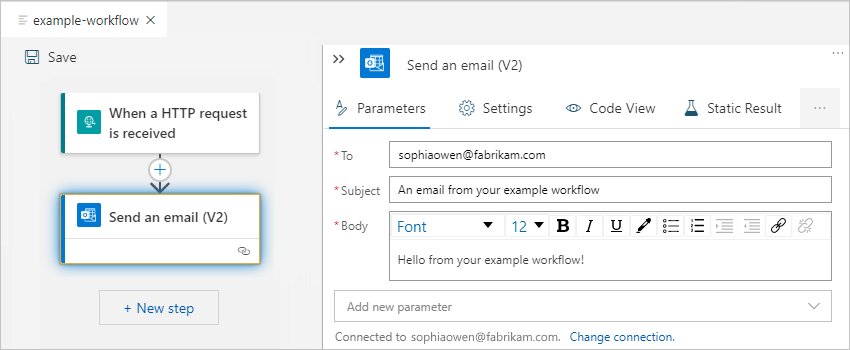 example-workflow
Save
When a HTTP request
is received
Send an email (V2)
+ New step
Send an email (V2)
Parameters
Settings
Code View
Static Result
* To
sophiaowen@fabrikam.com
* Subject
An email from your example workflow
* Body
Font
12
B I U
Hello from your example workflow!
Add new parameter
Connected to sophiaowen@fabrikam.com. Change connection.